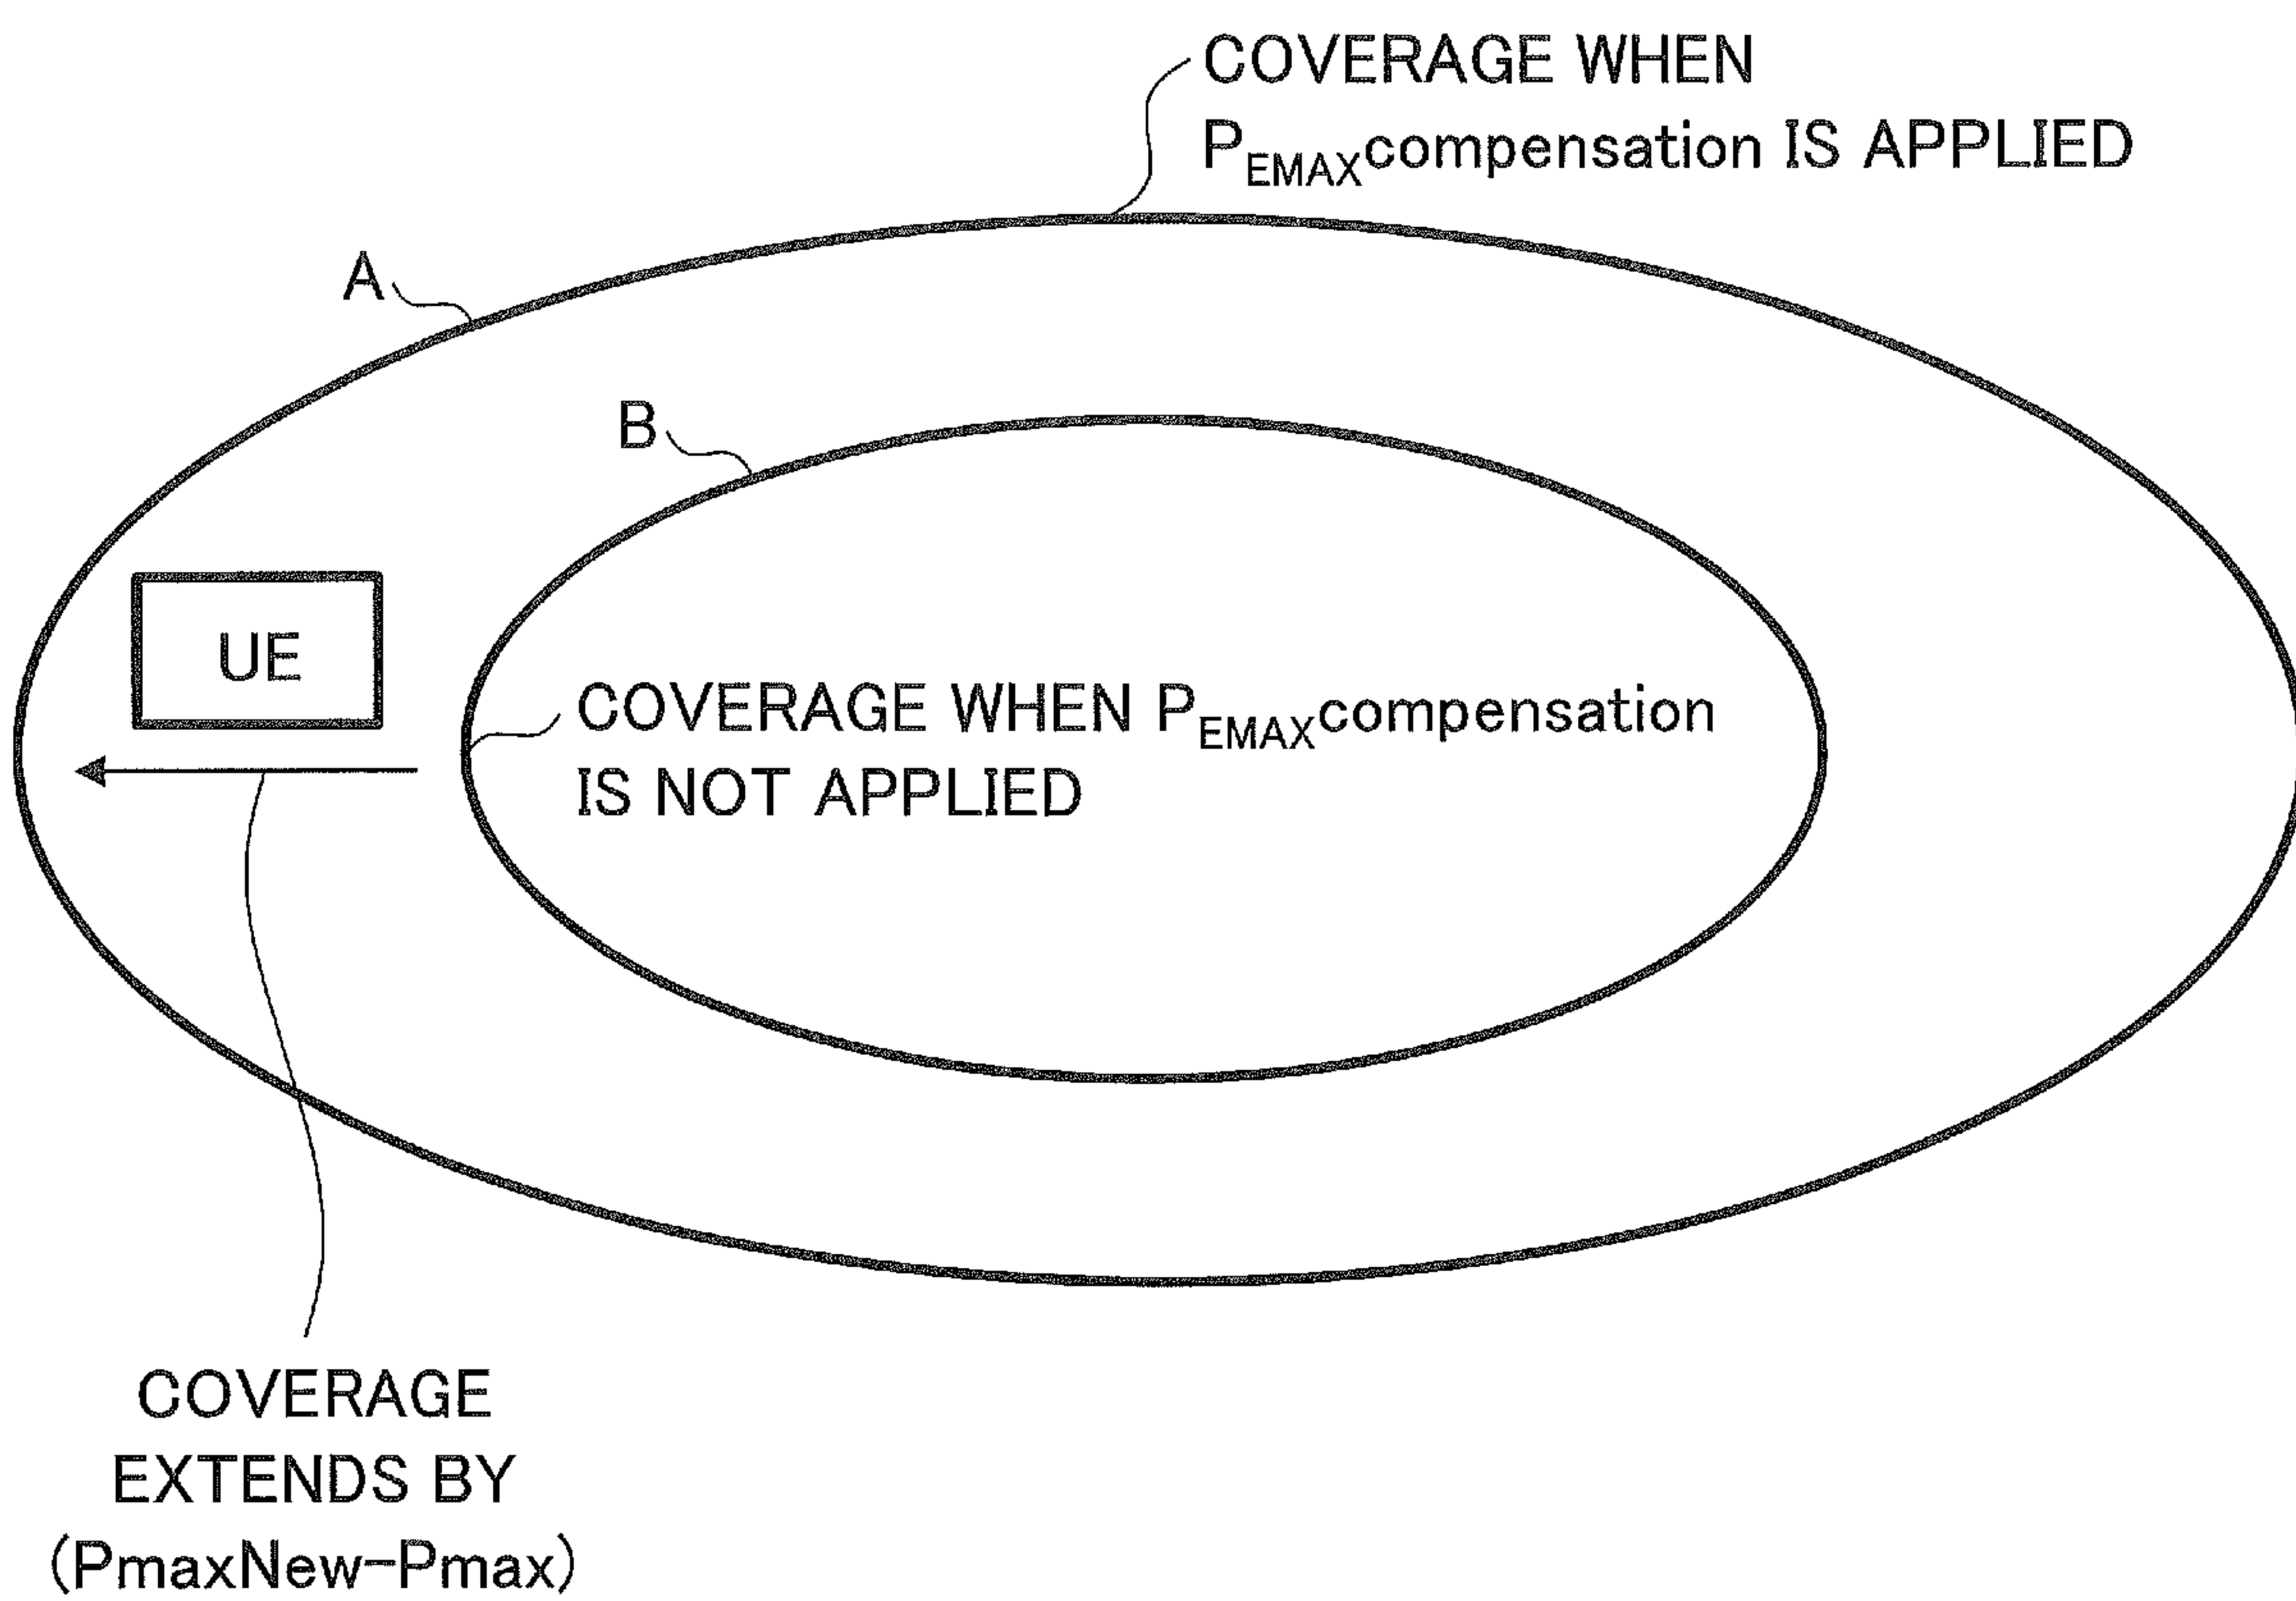 COVERAGE WHEN
PEMAXcompensation IS APPLIED
A
B
UE
COVERAGE WHEN PEMAXcompensation
IS NOT APPLIED
COVERAGE
EXTENDS BY
(PmaxNew-Pmax)